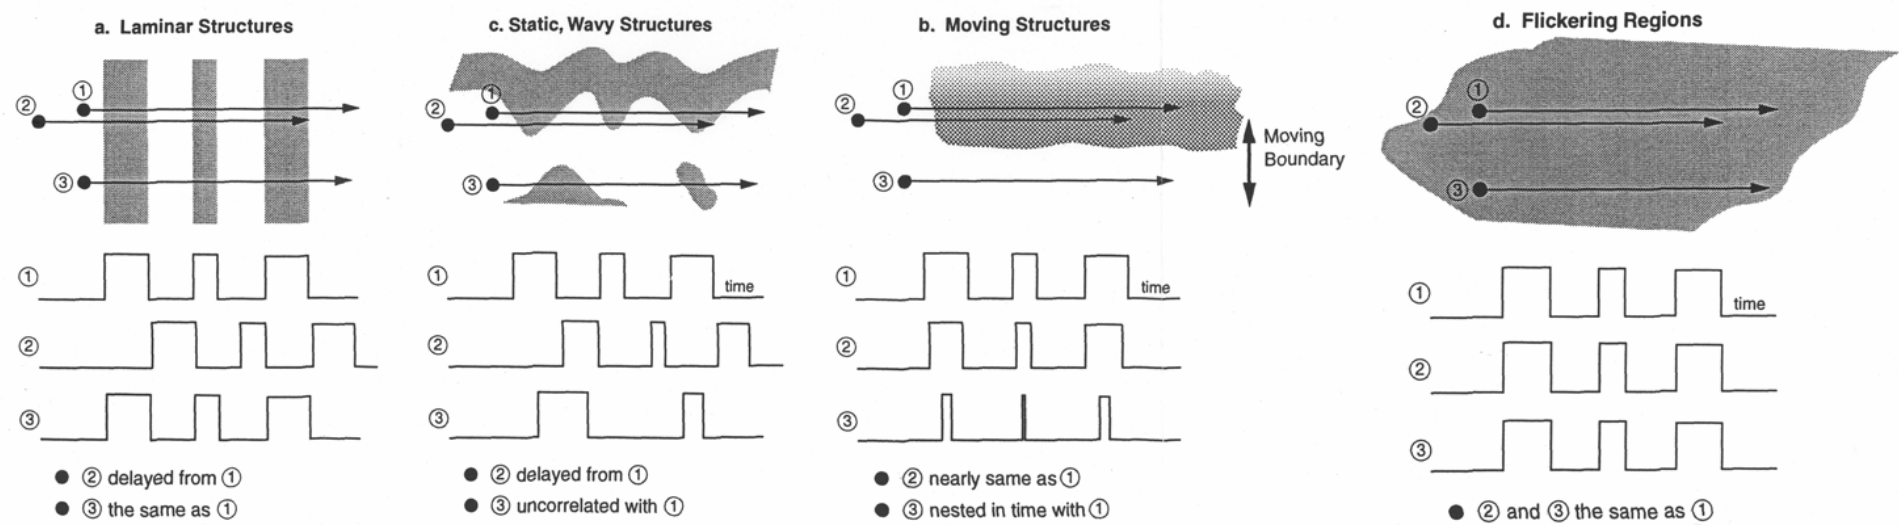 a. Laminar Structures
①
②
③
①
②
③
② delayed from ①
③ the same as ①
c. Static, Wavy Structures
①
②
③
①
time
②
③
② delayed from ①
③ uncorrelated with ①
b. Moving Structures
①
②
③
Moving
Boundary
①
time
②
③
② nearly same as ①
③ nested in time with ①
d. Flickering Regions
①
②
③
①
time
②
③
② and ③ the same as ①